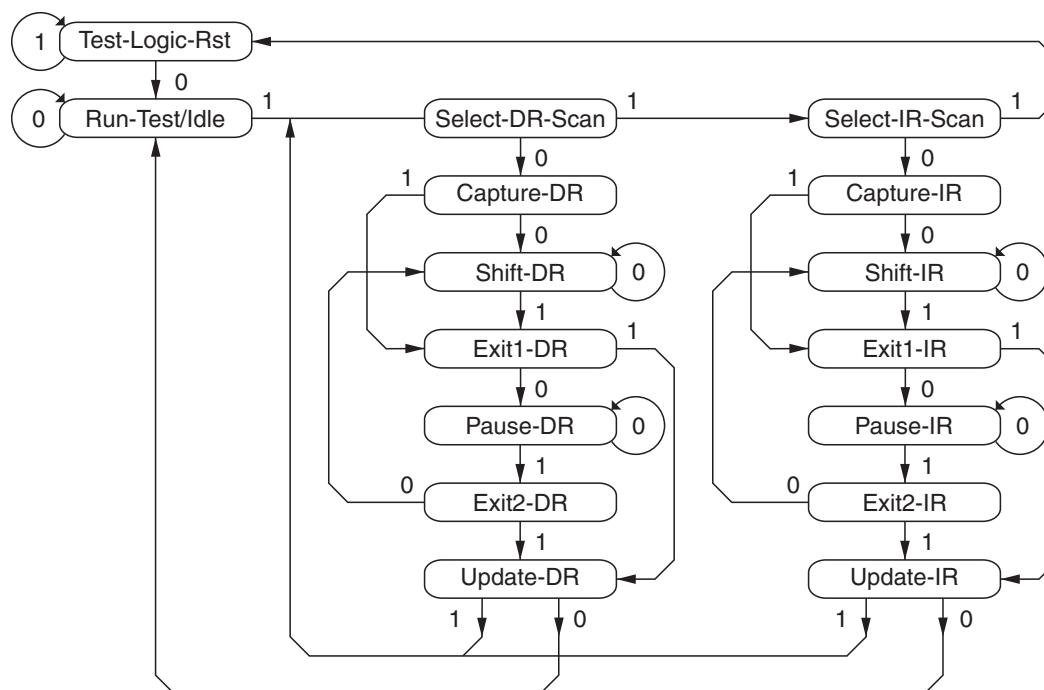 1 Test-Logic-Rst
0
0 Run-Test/Idle 1 Select-DR-Scan 1 Select-IR-Scan 1
0 0
1 Capture-DR 1 Capture-IR
0 0
Shift-DR 0 Shift-IR 0
1 1
Exit1-DR 1 Exit1-IR 1
0 0
Pause-DR 0 Pause-IR 0
1 1
0 Exit2-DR 0 Exit2-IR
1 1
Update-DR Update-IR
1 0 1 0